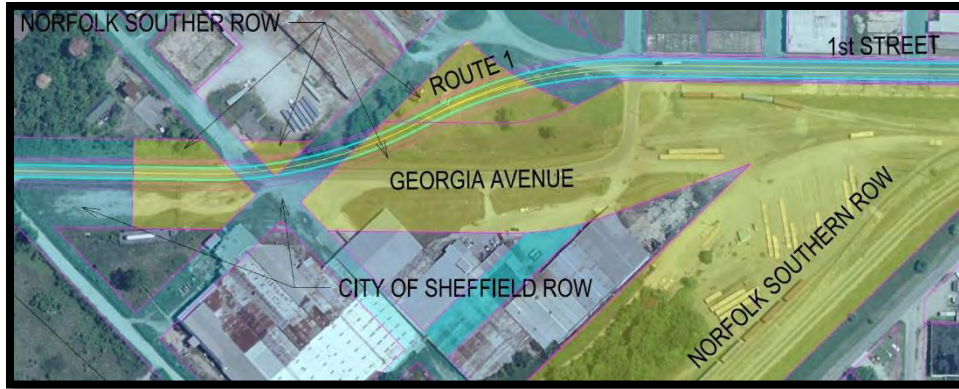 NORFOLK SOUTHER ROW
1st STREET
ROUTE 1
GEORGIA AVENUE
CITY OF SHEFFIELD ROW
NORFOLK SOUTHERN ROW